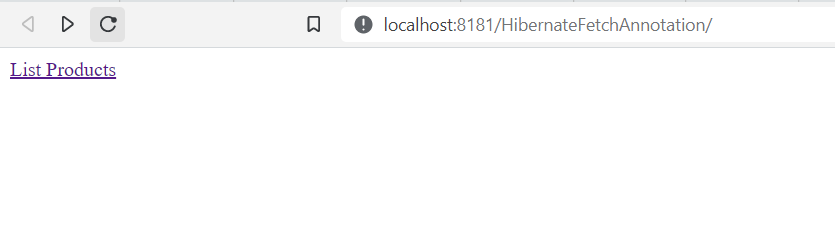 localhost:8181/HibernateFetchAnnotation/
List Products